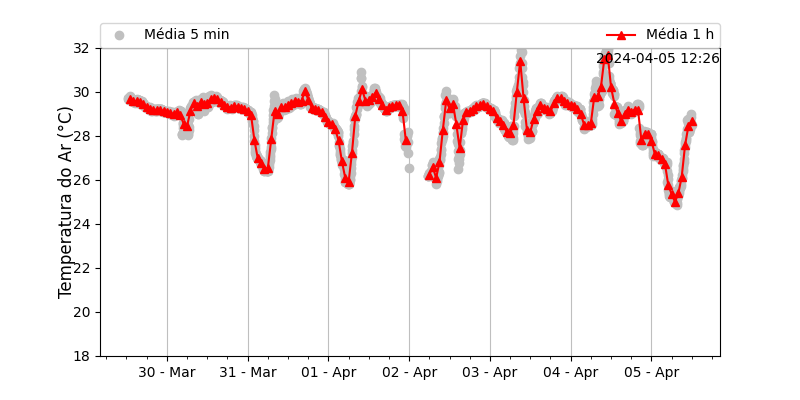 Média 5 min
Média 1 h
2024-04-05 12:26
Temperatura do Ar (°C)
32
30
28
26
24
22
20
18
30 - Mar
31 - Mar
01 - Apr
02 - Apr
03 - Apr
04 - Apr
05 - Apr